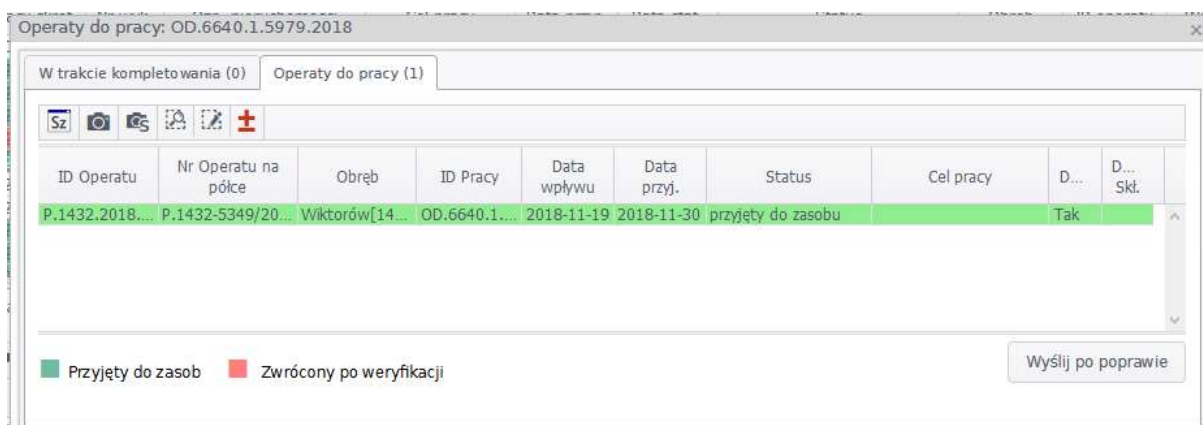 Operaty do pracy: OD.6640.1.5979.2018
W trakcie kompletowania (0) Operaty do pracy (1)
Sz
ID Operatu Nr Operatu na półce Obręb ID Pracy Data wpływu Data przyj. Status Cel pracy D... D... Skł.
P.1432.2018.... P.1432-5349/20... Wiktorów[14... OD.6640.1.... 2018-11-19 2018-11-30 przyjęty do zasobu Tak
Przyjęty do zasob Zwrócony po weryfikacji
Wyślij po poprawie